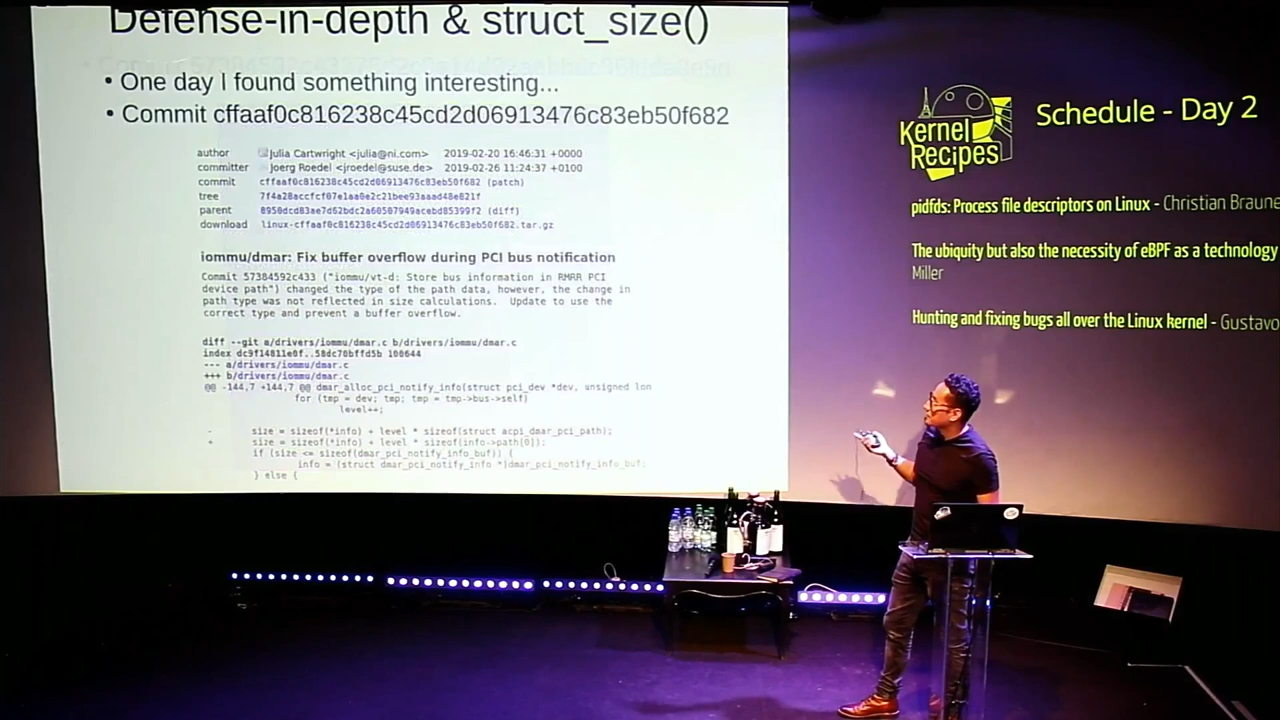 Defense-in-depth & struct_size()
• One day I found something interesting...
• Commit cffaaf0c816238c45cd2d06913476c83eb50f682
author Julia Cartwright <julia@ni.com> 2019-02-20 16:46:31 +0000
committer Joerg Roedel <jroedel@suse.de> 2019-02-26 11:24:37 +0100
commit cffaaf0c816238c45cd2d06913476c83eb50f682 (patch)
tree 7f4a28accfcf07e1aa0e2c21bee93aaad48e821f
parent 8950dcd83ae7d62bdc2a60507949acebd85399f2 (diff)
download linux-cffaaf0c816238c45cd2d06913476c83eb50f682.tar.gz
iommu/dmar: Fix buffer overflow during PCI bus notification
Commit 57384592c433 ("iommu/vt-d: Store bus information in RMRR PCI
device path") changed the type of the path data, however, the change in
path type was not reflected in size calculations. Update to use the
correct type and prevent a buffer overflow.
diff --git a/drivers/iommu/dmar.c b/drivers/iommu/dmar.c
index dc9f14811e0f..58dc70bffd5b 100644
--- a/drivers/iommu/dmar.c
+++ b/drivers/iommu/dmar.c
@@ -144,7 +144,7 @@ dmar_alloc_pci_notify_info(struct pci_dev *dev, unsigned lon
for (tmp = dev; tmp; tmp = tmp->bus->self)
level++;
- size = sizeof(*info) + level * sizeof(struct acpi_dmar_pci_path);
+ size = sizeof(*info) + level * sizeof(info->path[0]);
if (size <= sizeof(dmar_pci_notify_info_buf)) {
info = (struct dmar_pci_notify_info *)dmar_pci_notify_info_buf;
} else {
Kernel
Recipes
Schedule - Day 2
pidfds: Process file descriptors on Linux - Christian Braune
The ubiquity but also the necessity of eBPF as a technology
Miller
Hunting and fixing bugs all over the Linux kernel - Gustavo